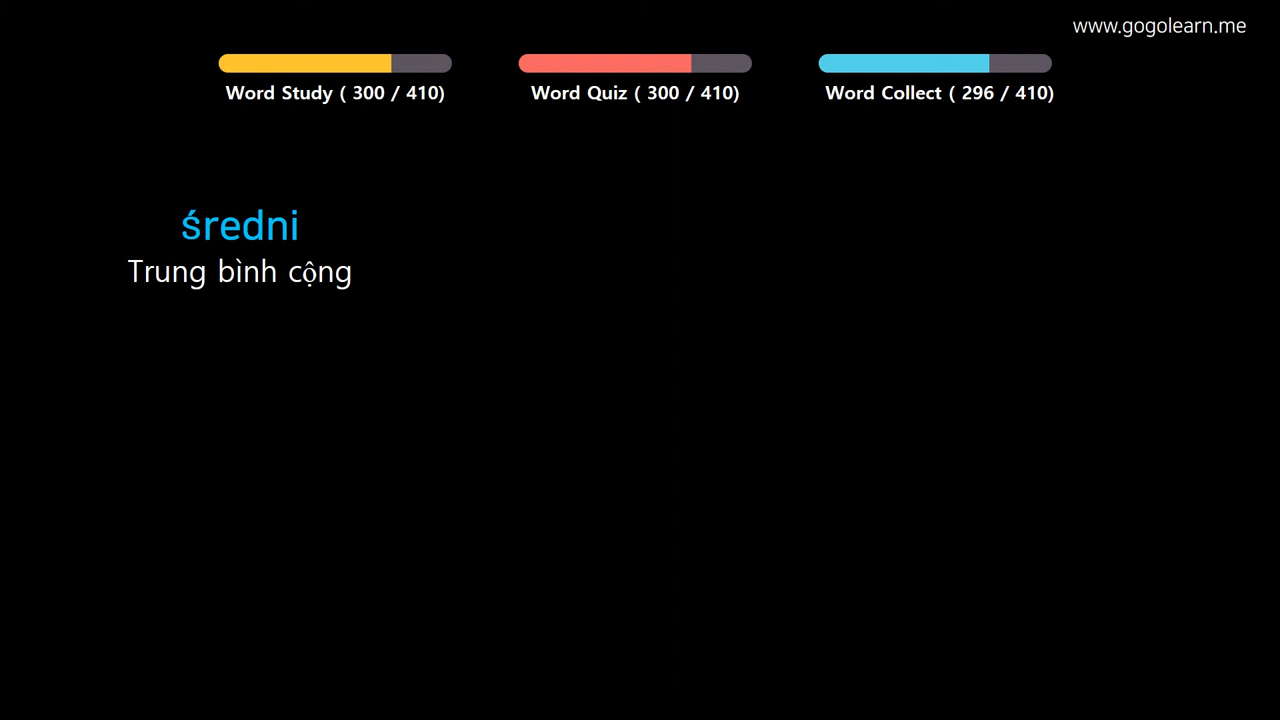 www.gogolearn.me
Word Study ( 300 / 410)
Word Quiz ( 300 / 410)
Word Collect ( 296 / 410)
średni
Trung bình cộng